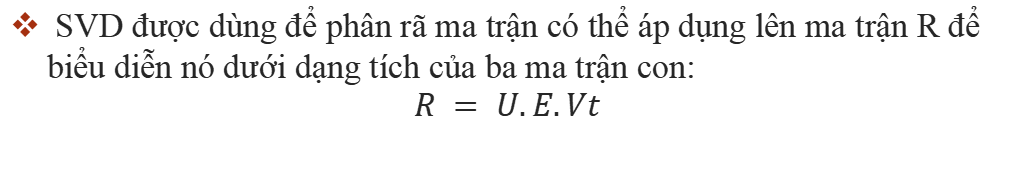 ❖ SVD được dùng để phân rã ma trận có thể áp dụng lên ma trận R để
biểu diễn nó dưới dạng tích của ba ma trận con:
R = U.E.Vt